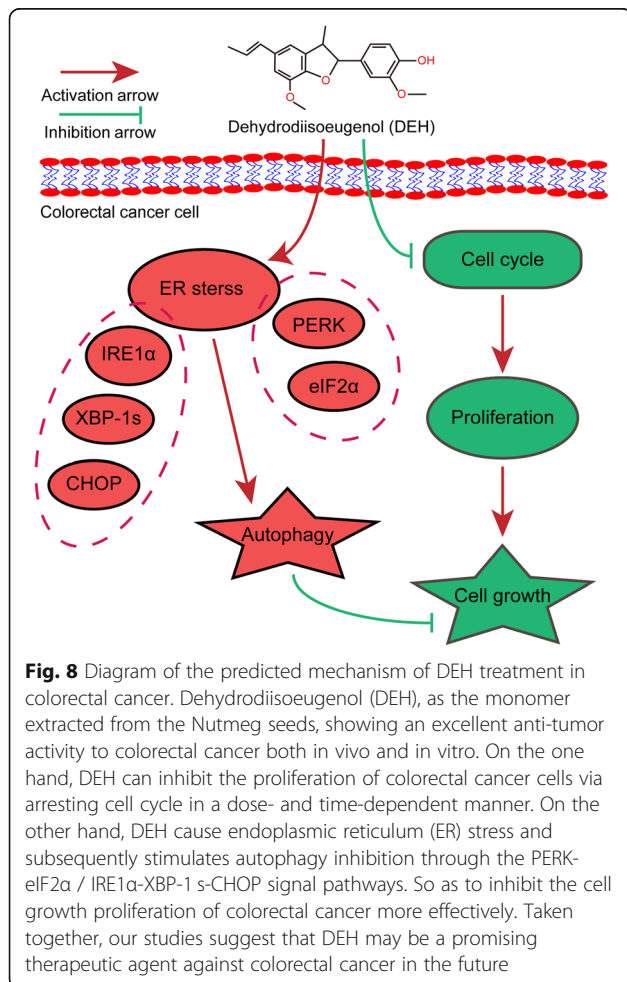 OH
O
O
O
Activation arrow
Inhibition arrow
Dehydrodiisoeugenol (DEH)
Colorectal cancer cell
ER sterss
Cell cycle
PERK
IRE1α
eIF2α
XBP-1s
Proliferation
CHOP
Autophagy
Cell growth
Fig. 8 Diagram of the predicted mechanism of DEH treatment in
colorectal cancer. Dehydrodiisoeugenol (DEH), as the monomer
extracted from the Nutmeg seeds, showing an excellent anti-tumor
activity to colorectal cancer both in vivo and in vitro. On the one
hand, DEH can inhibit the proliferation of colorectal cancer cells via
arresting cell cycle in a dose- and time-dependent manner. On the
other hand, DEH cause endoplasmic reticulum (ER) stress and
subsequently stimulates autophagy inhibition through the PERK-
eIF2α / IRE1α-XBP-1 s-CHOP signal pathways. So as to inhibit the cell
growth proliferation of colorectal cancer more effectively. Taken
together, our studies suggest that DEH may be a promising
therapeutic agent against colorectal cancer in the future